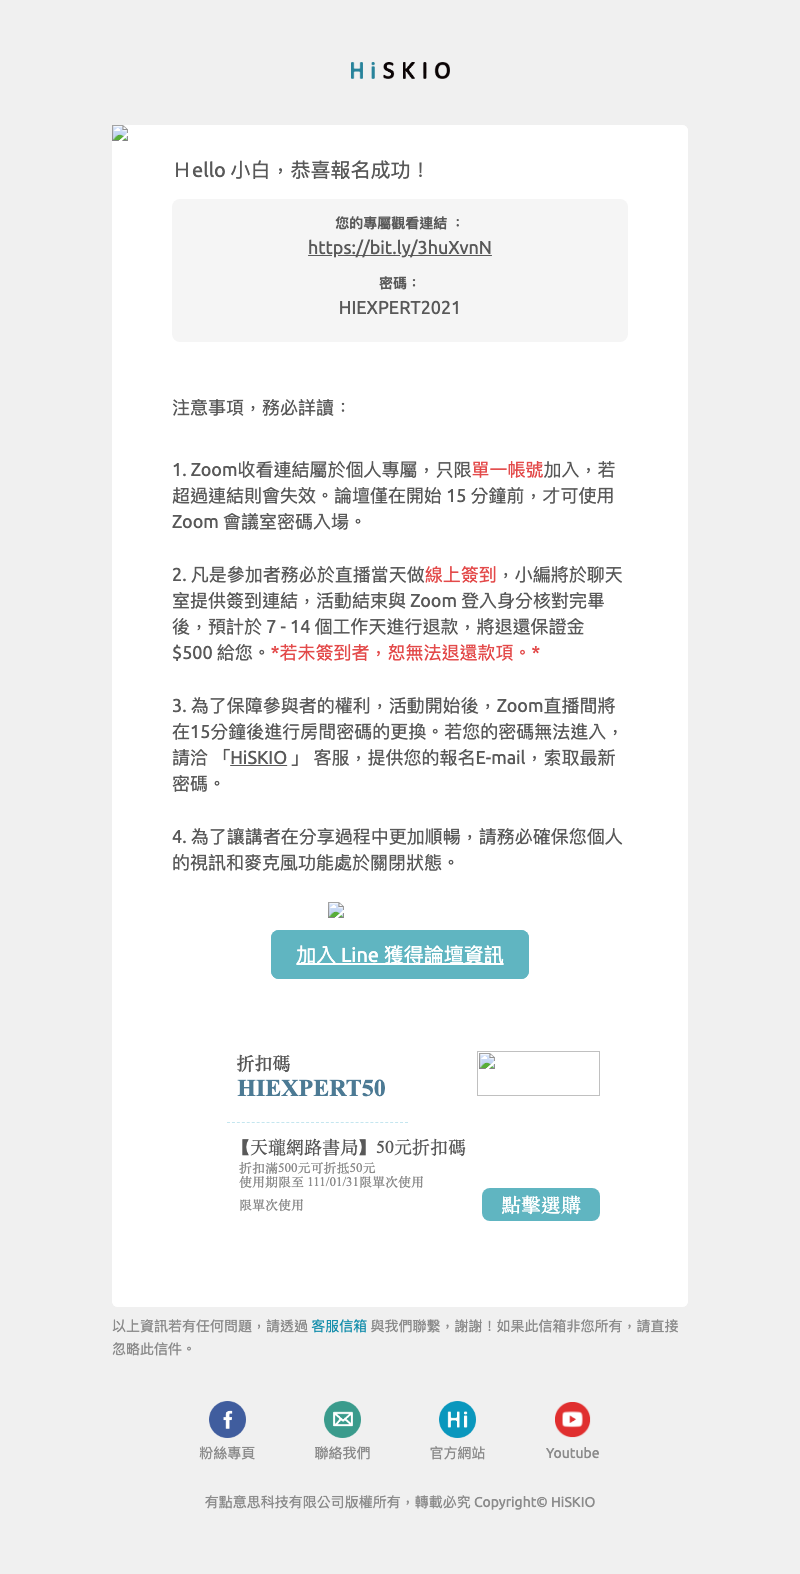 HiSKIO
Hello 小白，恭喜報名成功！
您的專屬觀看連結 ：
https://bit.ly/3huXvnN
密碼：
HIEXPERT2021
注意事項，務必詳讀：
1. Zoom收看連結屬於個人專屬，只限單一帳號加入，若
超過連結則會失效。論壇僅在開始 15 分鐘前，才可使用
Zoom 會議室密碼入場。
2. 凡是參加者務必於直播當天做線上簽到，小編將於聊天
室提供簽到連結，活動結束與 Zoom 登入身分核對完畢
後，預計於 7 - 14 個工作天進行退款，將退還保證金
$500 給您。*若未簽到者，恕無法退還款項。*
3. 為了保障參與者的權利，活動開始後，Zoom直播間將
在15分鐘後進行房間密碼的更換。若您的密碼無法進入，
請洽 「HiSKIO 」 客服，提供您的報名E-mail，索取最新
密碼。
4. 為了讓講者在分享過程中更加順暢，請務必確保您個人
的視訊和麥克風功能處於關閉狀態。
加入 Line 獲得論壇資訊
折扣碼
HIEXPERT50
【天瓏網路書局】50元折扣碼
折扣滿500元可折抵50元
使用期限至 111/01/31限單次使用
限單次使用
點擊選購
以上資訊若有任何問題，請透過 客服信箱 與我們聯繫，謝謝！如果此信箱非您所有，請直接
忽略此信件。
Hi
粉絲專頁 聯絡我們 官方網站 Youtube
有點意思科技有限公司版權所有，轉載必究 Copyright© HiSKIO